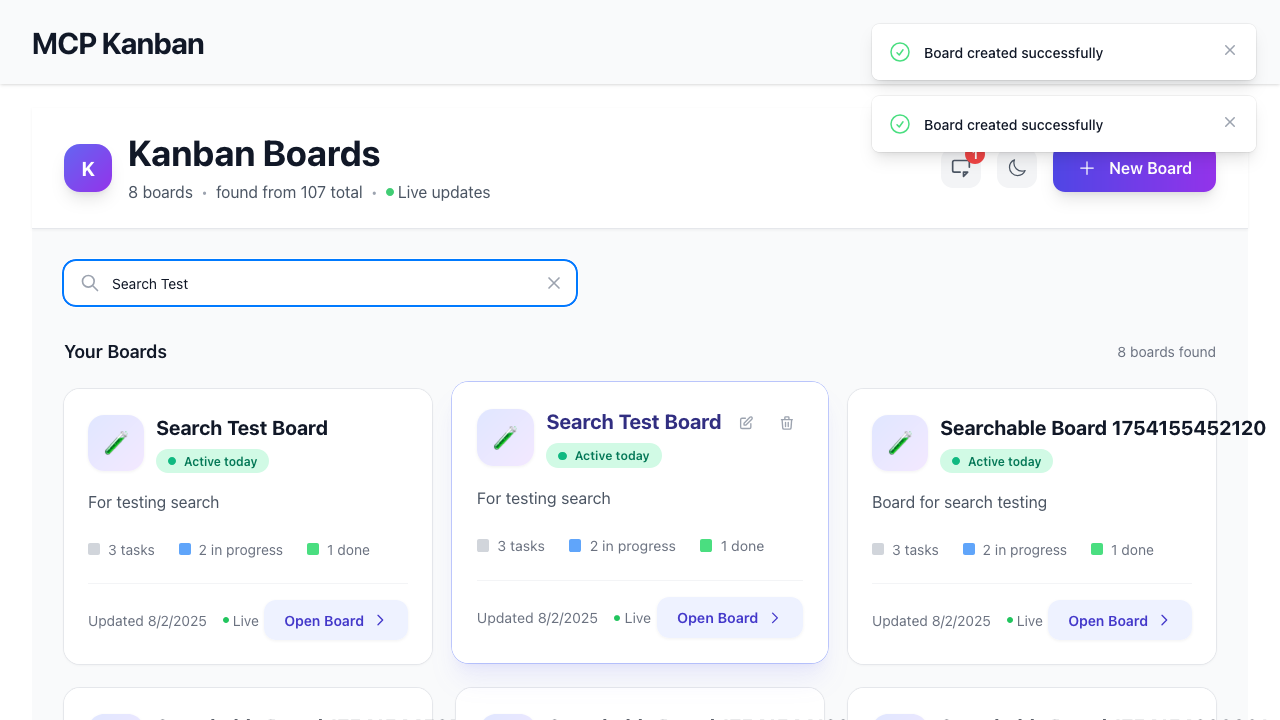 MCP Kanban
Board created successfully
Board created successfully
K
Kanban Boards
8 boards • found from 107 total • Live updates
New Board
Search Test
Your Boards
8 boards found
Search Test Board
Active today
For testing search
3 tasks 2 in progress 1 done
Updated 8/2/2025 Live Open Board
Search Test Board
Active today
For testing search
3 tasks 2 in progress 1 done
Updated 8/2/2025 Live Open Board
Searchable Board 1754155452120
Active today
Board for search testing
3 tasks 2 in progress 1 done
Updated 8/2/2025 Live Open Board